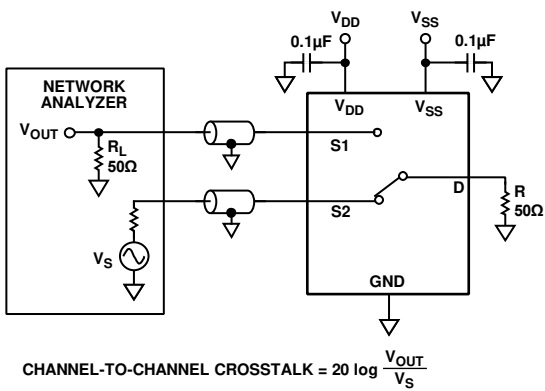 V_DD
V_SS
0.1µF
0.1µF
NETWORK
ANALYZER
V_DD
V_SS
V_OUT
R_L
50Ω
S1
S2
D
R
50Ω
V_S
GND
CHANNEL-TO-CHANNEL CROSSTALK = 20 log V_OUT / V_S